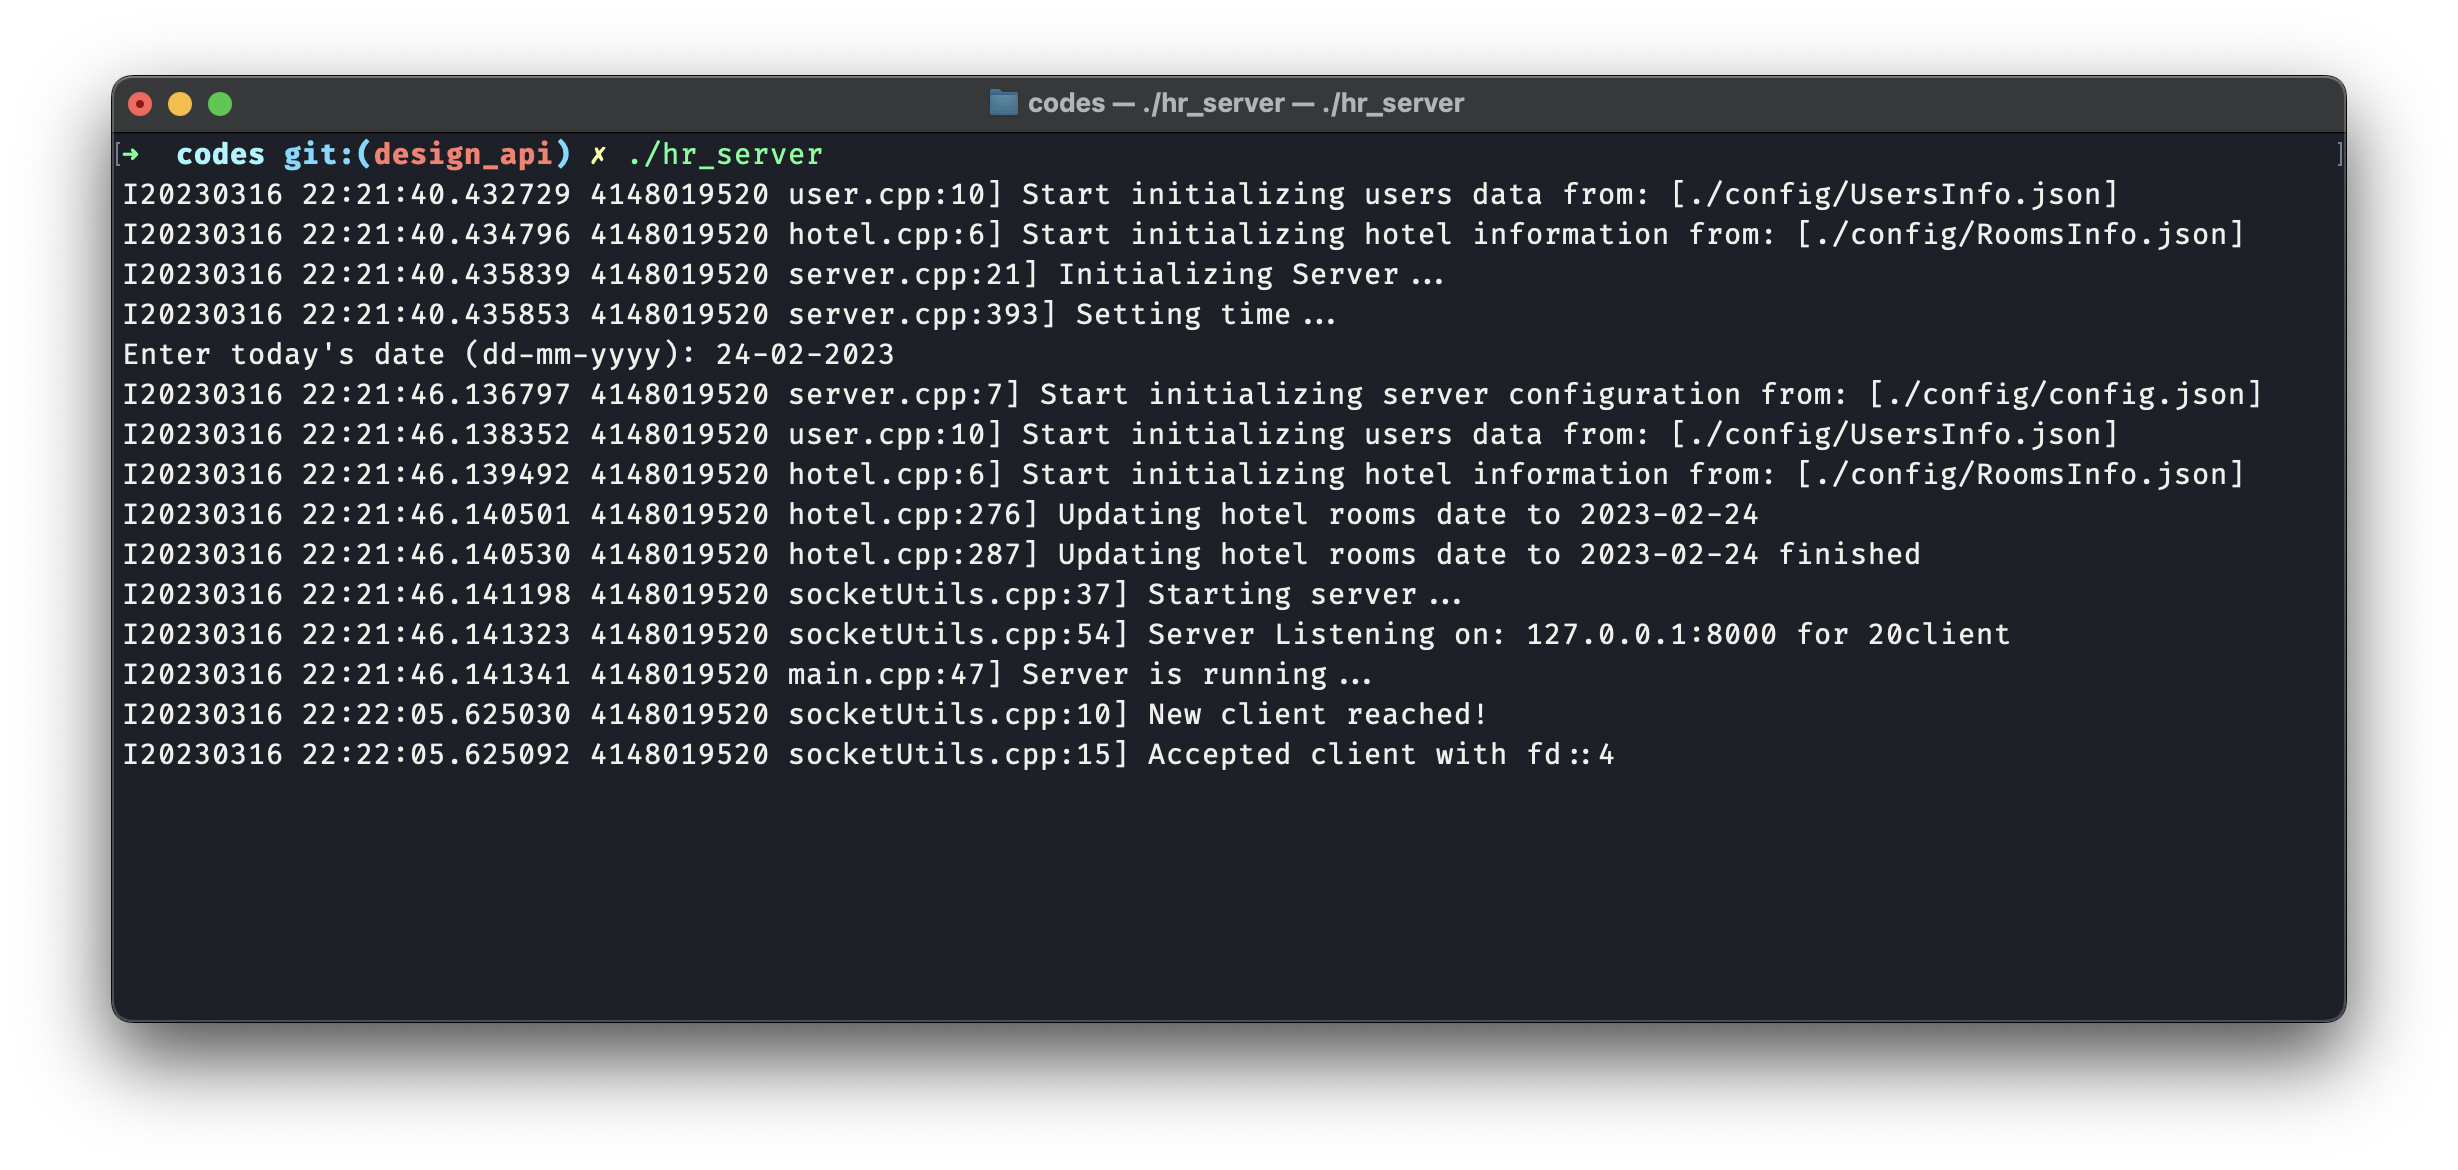 codes — ./hr_server — ./hr_server
[➜  codes git:(design_api) ✗ ./hr_server ]
I20230316 22:21:40.432729 4148019520 user.cpp:10] Start initializing users data from: [./config/UsersInfo.json]
I20230316 22:21:40.434796 4148019520 hotel.cpp:6] Start initializing hotel information from: [./config/RoomsInfo.json]
I20230316 22:21:40.435839 4148019520 server.cpp:21] Initializing Server...
I20230316 22:21:40.435853 4148019520 server.cpp:393] Setting time...
Enter today's date (dd-mm-yyyy): 24-02-2023
I20230316 22:21:46.136797 4148019520 server.cpp:7] Start initializing server configuration from: [./config/config.json]
I20230316 22:21:46.138352 4148019520 user.cpp:10] Start initializing users data from: [./config/UsersInfo.json]
I20230316 22:21:46.139492 4148019520 hotel.cpp:6] Start initializing hotel information from: [./config/RoomsInfo.json]
I20230316 22:21:46.140501 4148019520 hotel.cpp:276] Updating hotel rooms date to 2023-02-24
I20230316 22:21:46.140530 4148019520 hotel.cpp:287] Updating hotel rooms date to 2023-02-24 finished
I20230316 22:21:46.141198 4148019520 socketUtils.cpp:37] Starting server...
I20230316 22:21:46.141323 4148019520 socketUtils.cpp:54] Server Listening on: 127.0.0.1:8000 for 20client
I20230316 22:21:46.141341 4148019520 main.cpp:47] Server is running...
I20230316 22:22:05.625030 4148019520 socketUtils.cpp:10] New client reached!
I20230316 22:22:05.625092 4148019520 socketUtils.cpp:15] Accepted client with fd::4